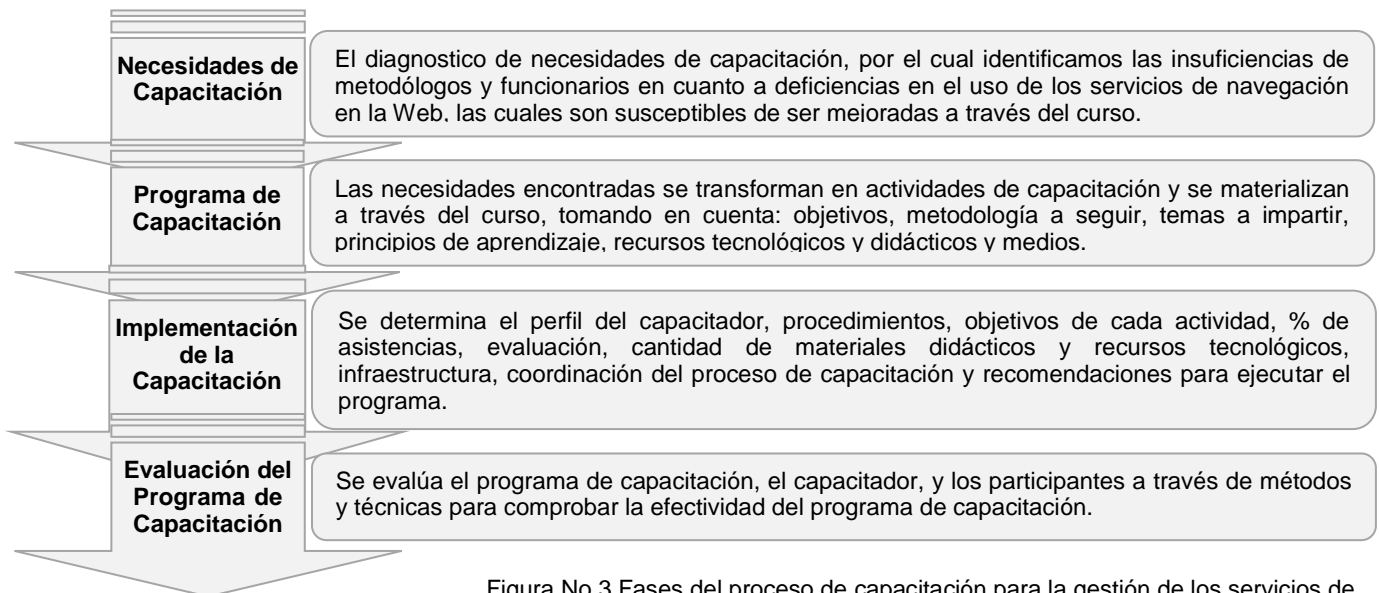 Necesidades de
Capacitación
El diagnostico de necesidades de capacitación, por el cual identificamos las insuficiencias de
metodólogos y funcionarios en cuanto a deficiencias en el uso de los servicios de navegación
en la Web, las cuales son susceptibles de ser mejoradas a través del curso.
Programa de
Capacitación
Las necesidades encontradas se transforman en actividades de capacitación y se materializan
a través del curso, tomando en cuenta: objetivos, metodología a seguir, temas a impartir,
principios de aprendizaje, recursos tecnológicos y didácticos y medios.
Implementación
de la
Capacitación
Se determina el perfil del capacitador, procedimientos, objetivos de cada actividad, % de
asistencias, evaluación, cantidad de materiales didácticos y recursos tecnológicos,
infraestructura, coordinación del proceso de capacitación y recomendaciones para ejecutar el
programa.
Evaluación del
Programa de
Capacitación
Se evalúa el programa de capacitación, el capacitador, y los participantes a través de métodos
y técnicas para comprobar la efectividad del programa de capacitación.
Figura No 3 Fases del proceso de capacitación para la gestión de los servicios de